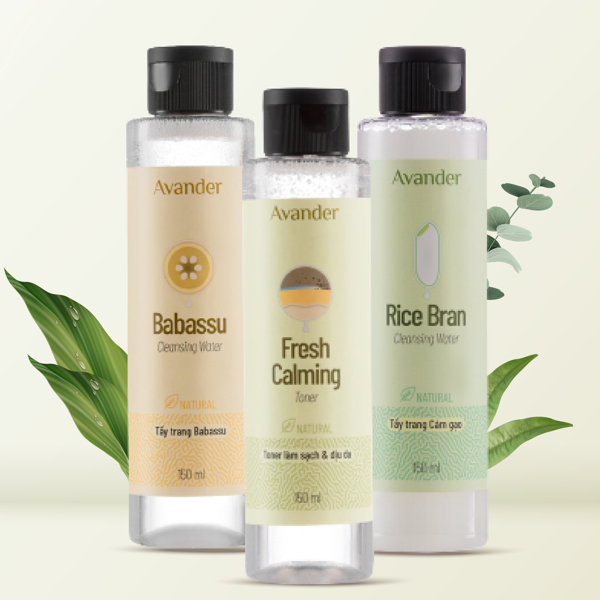 Avander
Babassu
Cleansing Water
NATURAL
Tẩy trang Babassu
150 ml
Avander
Fresh
Calming
Toner
NATURAL
Toner làm sạch & dịu da
150 ml
Avander
Rice Bran
Cleansing Water
NATURAL
Tẩy trang Cám gạo
150 ml